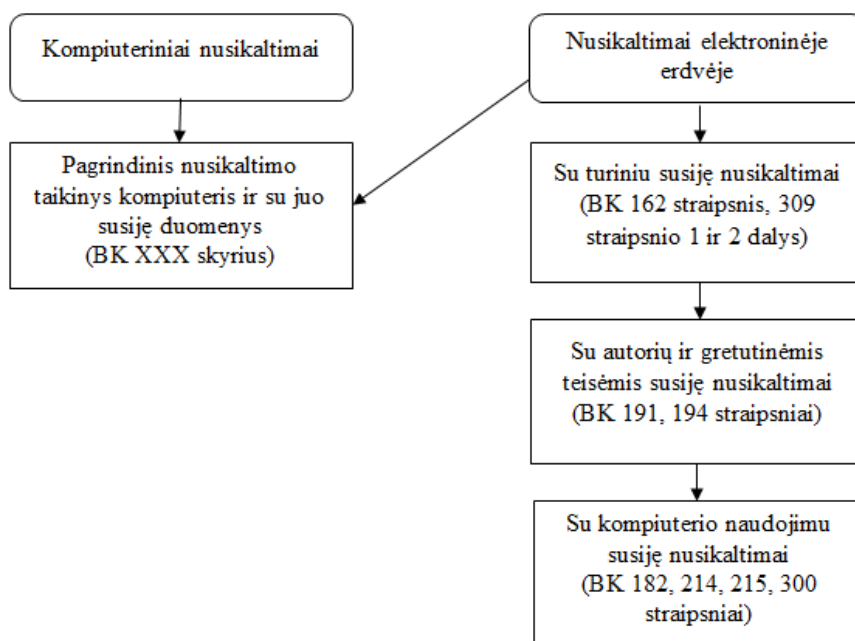 Kompiuteriniai nusikaltimai
Nusikaltimai elektroninėje
erdvėje
Pagrindinis nusikaltimo
taikinys kompiuteris ir su juo
susiję duomenys
(BK XXX skyrius)
Su turiniu susiję nusikaltimai
(BK 162 straipsnis, 309
straipsnio 1 ir 2 dalys)
Su autorių ir gretutinėmis
teisėmis susiję nusikaltimai
(BK 191, 194 straipsniai)
Su kompiuterio naudojimu
susiję nusikaltimai
(BK 182, 214, 215, 300
straipsniai)